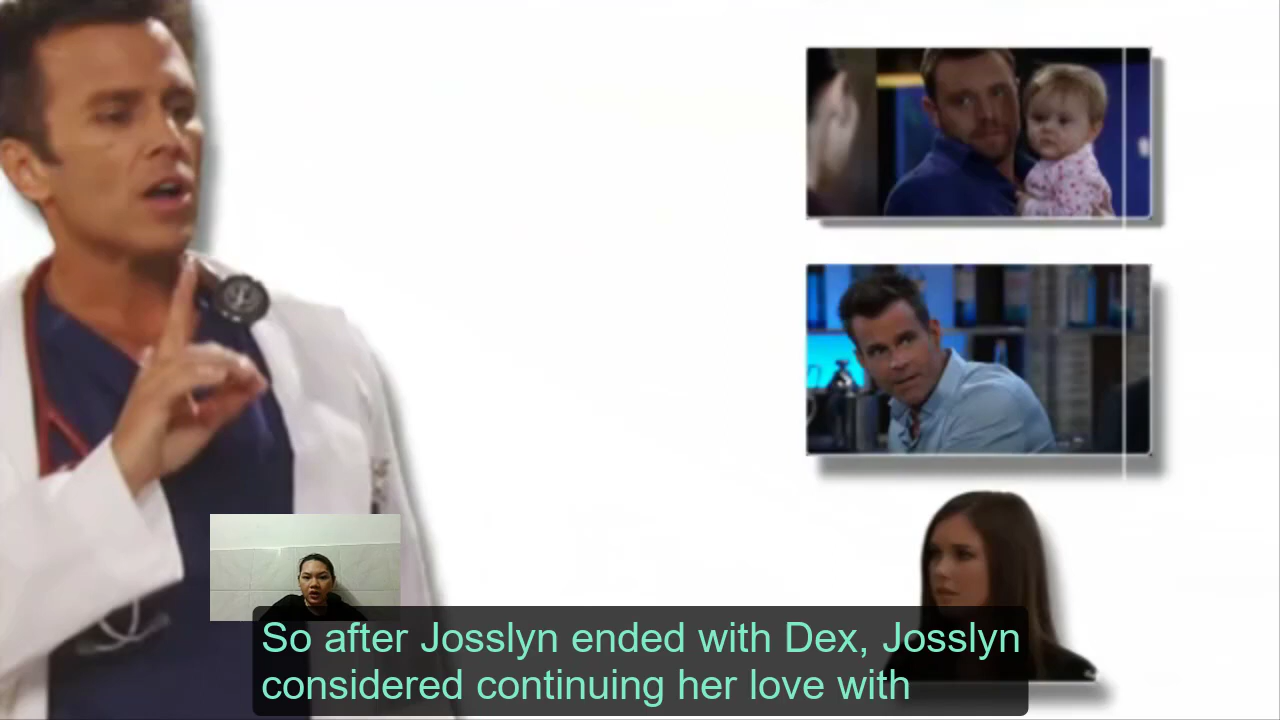 So after Josslyn ended with Dex, Josslyn
considered continuing her love with